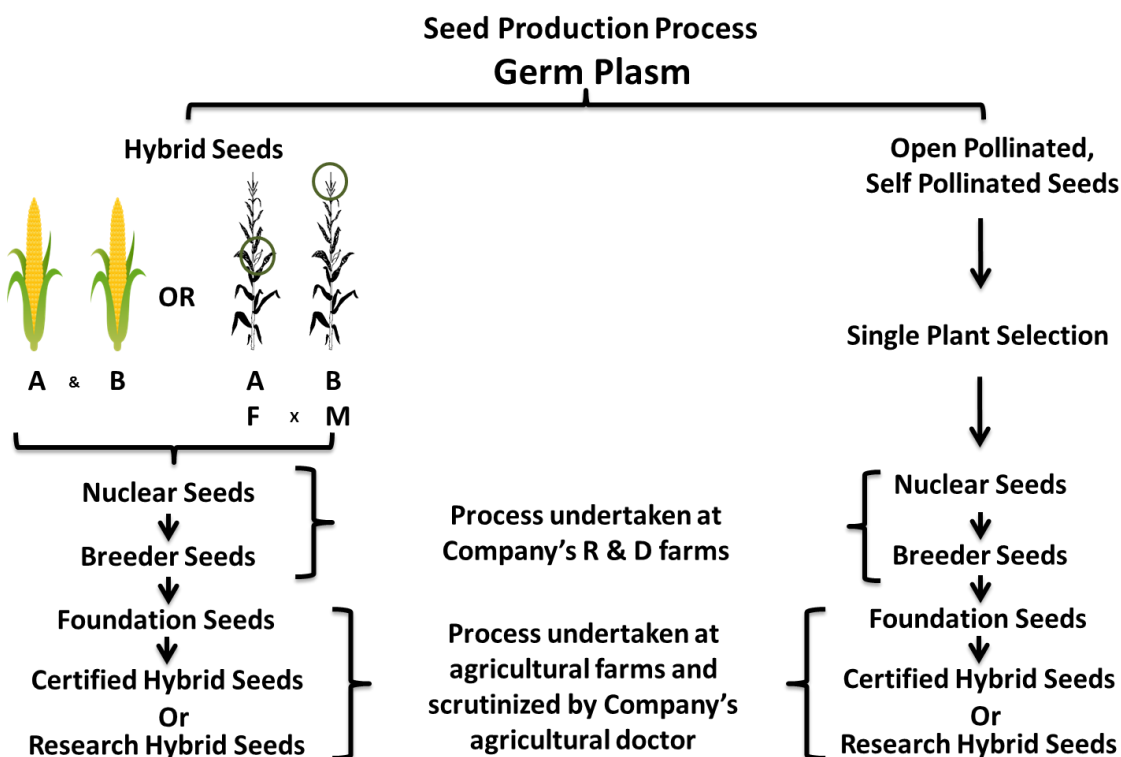 Seed Production Process
Germ Plasm
Hybrid Seeds
OR
A & B
A B
F x M
Nuclear Seeds
Breeder Seeds
Foundation Seeds
Certified Hybrid Seeds
Or
Research Hybrid Seeds
Process undertaken at
Company's R & D farms
Process undertaken at
agricultural farms and
scrutinized by Company's
agricultural doctor
Open Pollinated,
Self Pollinated Seeds
Single Plant Selection
Nuclear Seeds
Breeder Seeds
Foundation Seeds
Certified Hybrid Seeds
Or
Research Hybrid Seeds